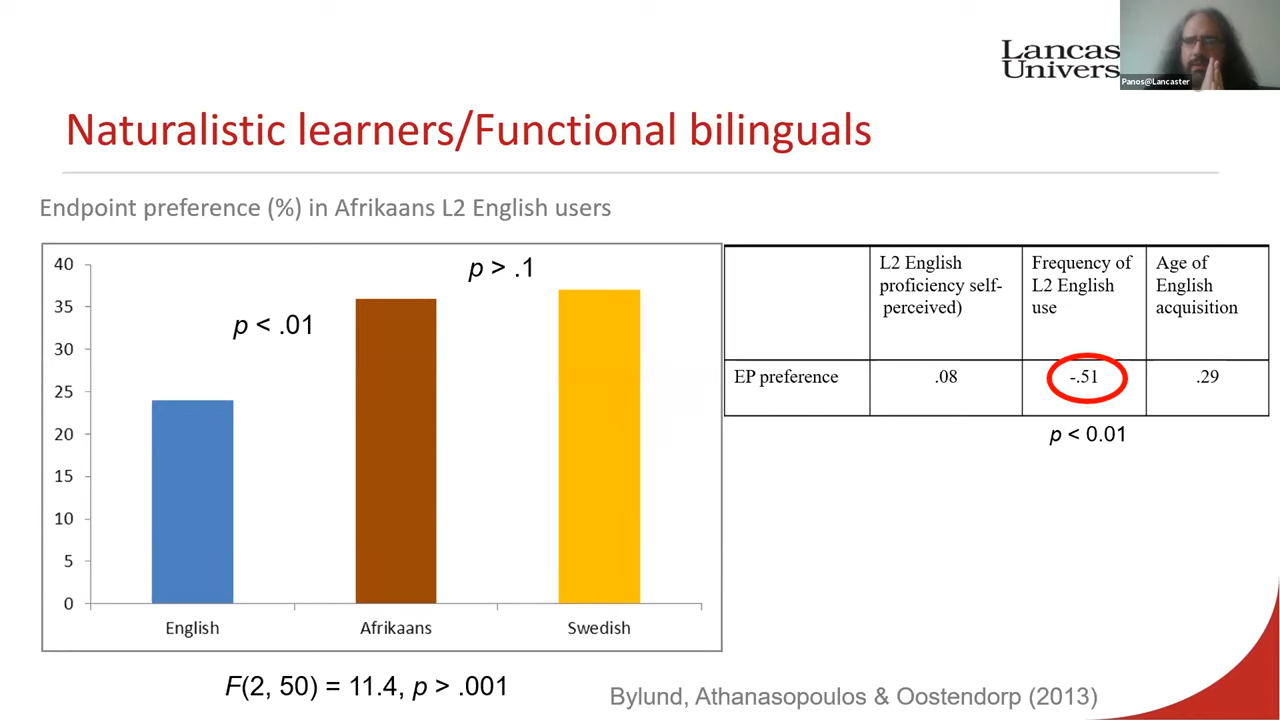 Lancas
Univers
Panos@Lancaster
Naturalistic learners/Functional bilinguals
Endpoint preference (%) in Afrikaans L2 English users
40
35
30
25
20
15
10
5
0
p < .01
p > .1
English
Afrikaans
Swedish
F(2, 50) = 11.4, p > .001
L2 English
proficiency self-
perceived)
Frequency of
L2 English
use
Age of
English
acquisition
EP preference
.08
-.51
.29
p < 0.01
Bylund, Athanasopoulos & Oostendorp (2013)